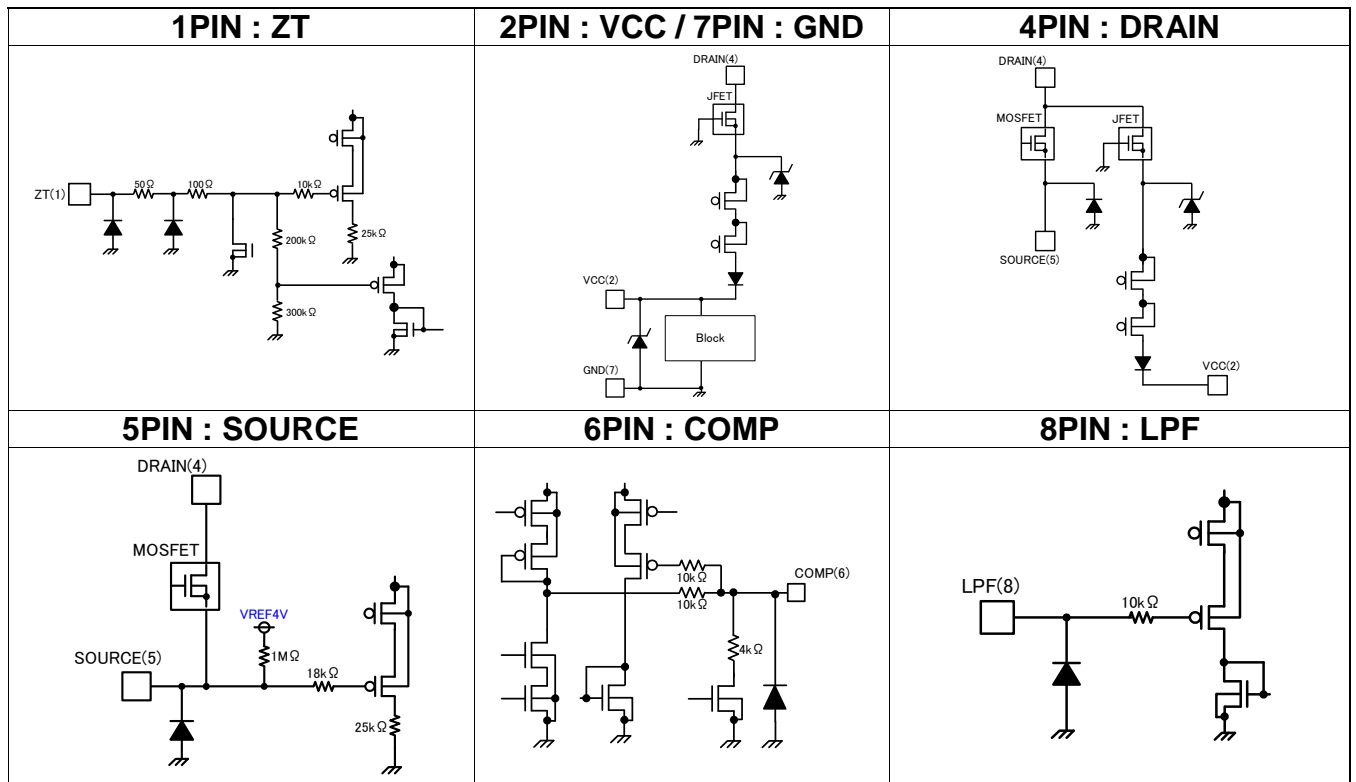 1PIN : ZT
2PIN : VCC / 7PIN : GND
4PIN : DRAIN
ZT(1)
50Ω
100Ω
10kΩ
200kΩ
25kΩ
300kΩ
DRAIN(4)
JFET
VCC(2)
Block
GND(7)
DRAIN(4)
MOSFET
JFET
SOURCE(5)
VCC(2)
5PIN : SOURCE
6PIN : COMP
8PIN : LPF
DRAIN(4)
MOSFET
VREF4V
1MΩ
SOURCE(5)
18kΩ
25kΩ
10kΩ
COMP(6)
10kΩ
4kΩ
LPF(8)
10kΩ